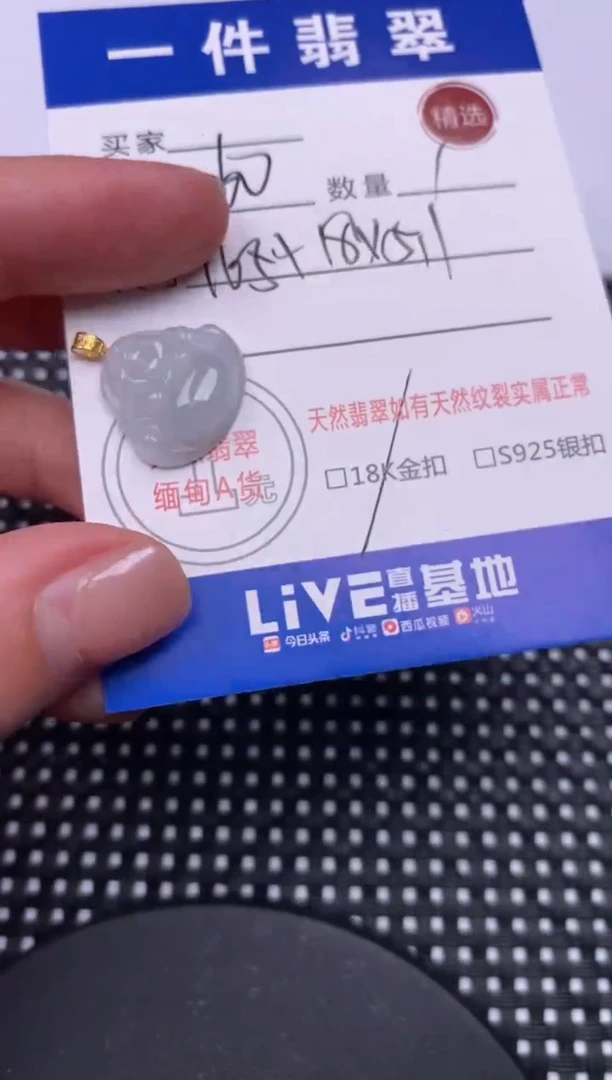 一件翡翠
精选
买家
数量
天然翡翠如有天然纹裂实属正常
翡翠
缅甸A货
元
□18K金扣 □S925银扣
LiVE直播基地
今日头条 抖音 西瓜视频 火山